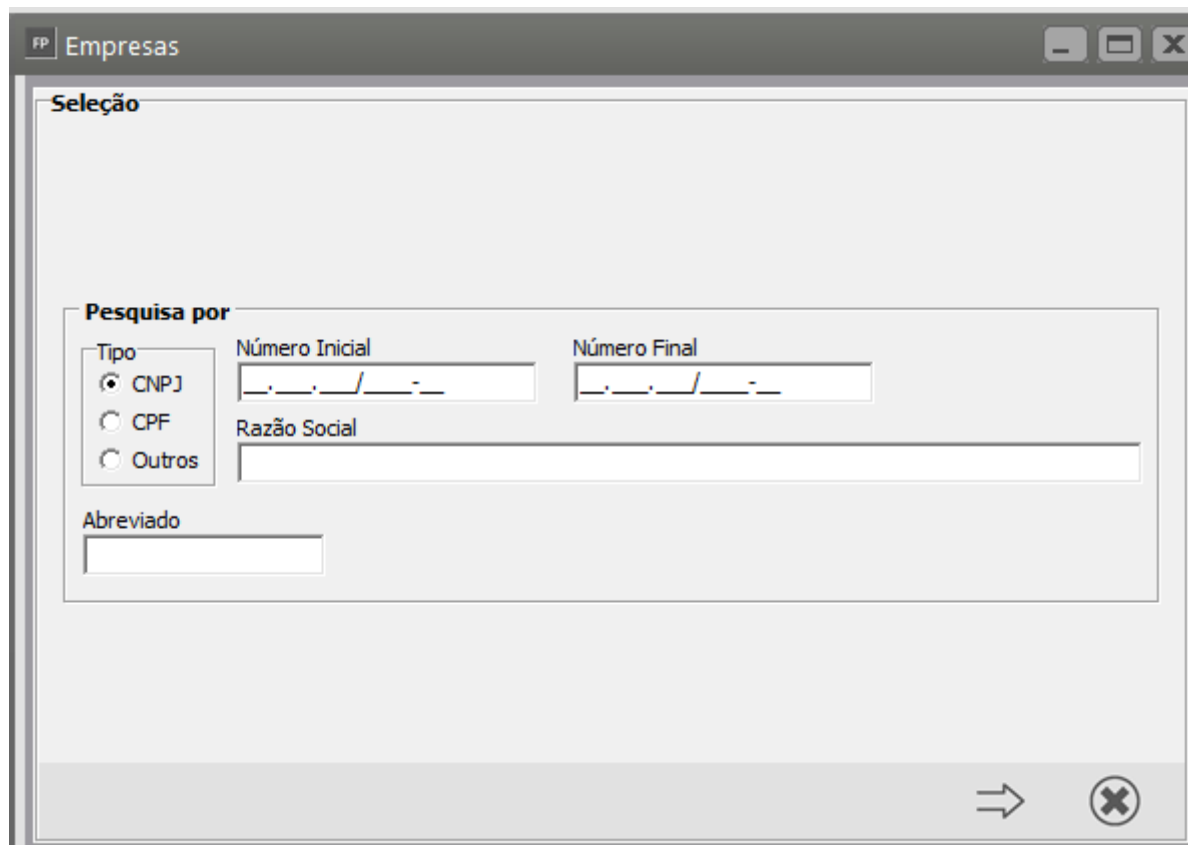 FP Empresas
Seleção
Pesquisa por
Tipo
CNPJ
CPF
Outros
Número Inicial
__.___.___/____-__
Número Final
__.___.___/____-__
Razão Social
Abreviado